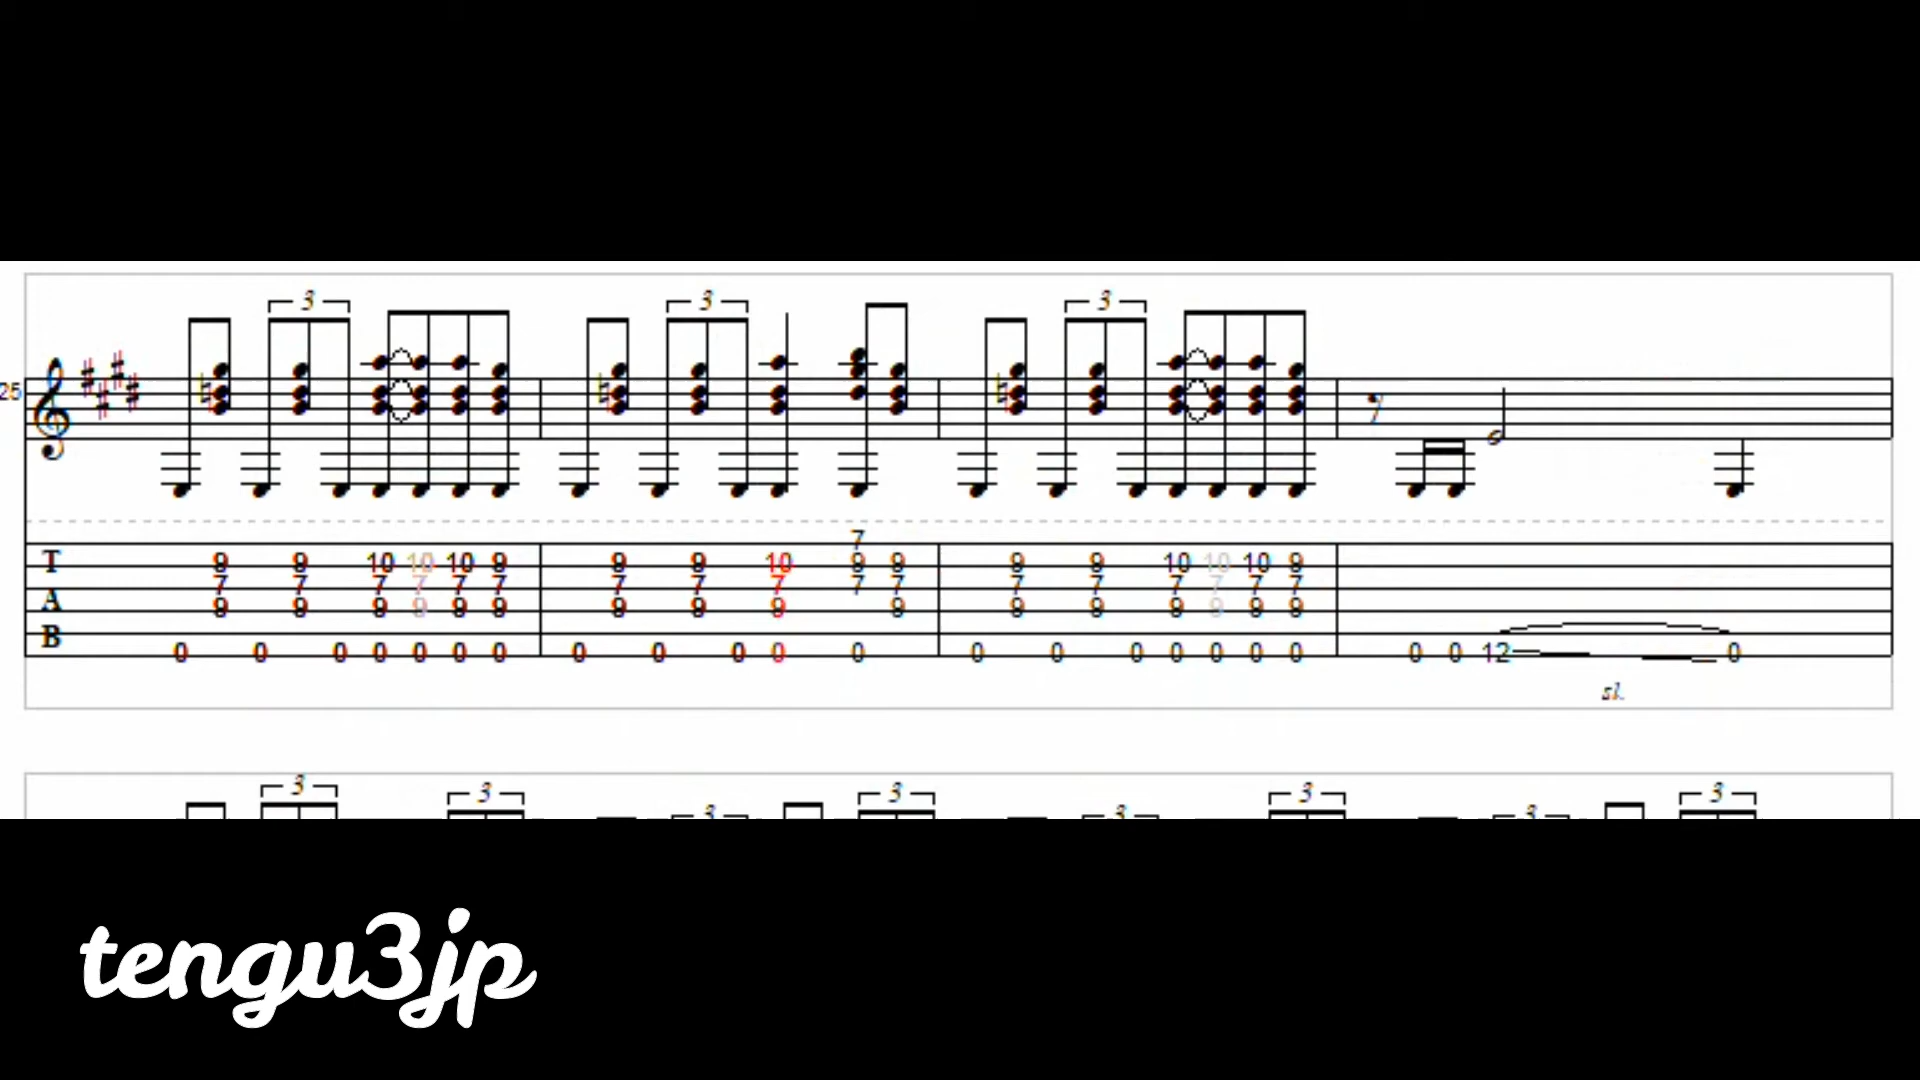 3 3 3
25
7
T 9 9 10 10 10 9 9 9 10 9 9 9 9 10 10 10 9
7 7 7 7 7 7 7 7 7 7 7 7 7 7 7 7 7
A 9 9 9 9 9 9 9 9 9 9 9 9 9 9 9 9
B
0 0 0 0 0 0 0 0 0 0 0 0 0 0 0 0 0 0 0 0 0 12 0
sl.
3 3 3 3 3 3 3 3
tengu3jp